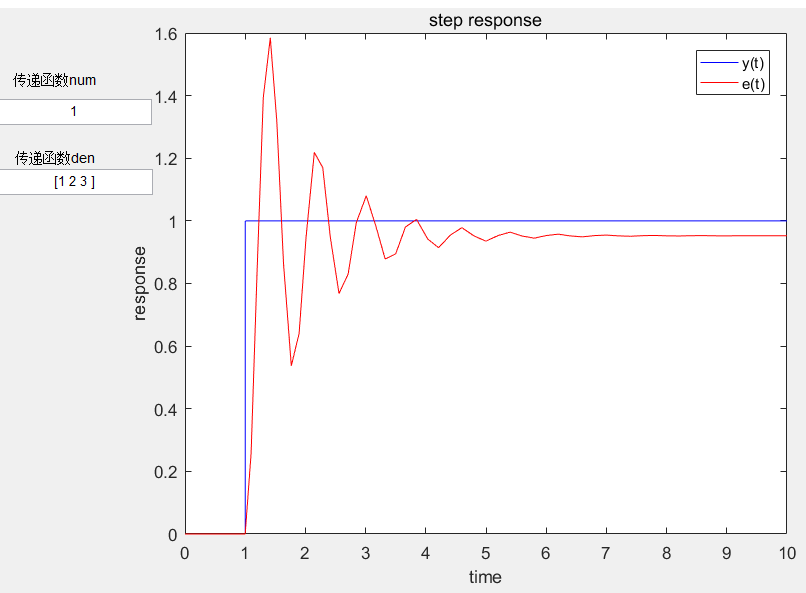 step response
传递函数num
1
传递函数den
[1 2 3 ]
y(t)
e(t)
response
1.6
1.4
1.2
1
0.8
0.6
0.4
0.2
0
0 1 2 3 4 5 6 7 8 9 10
time